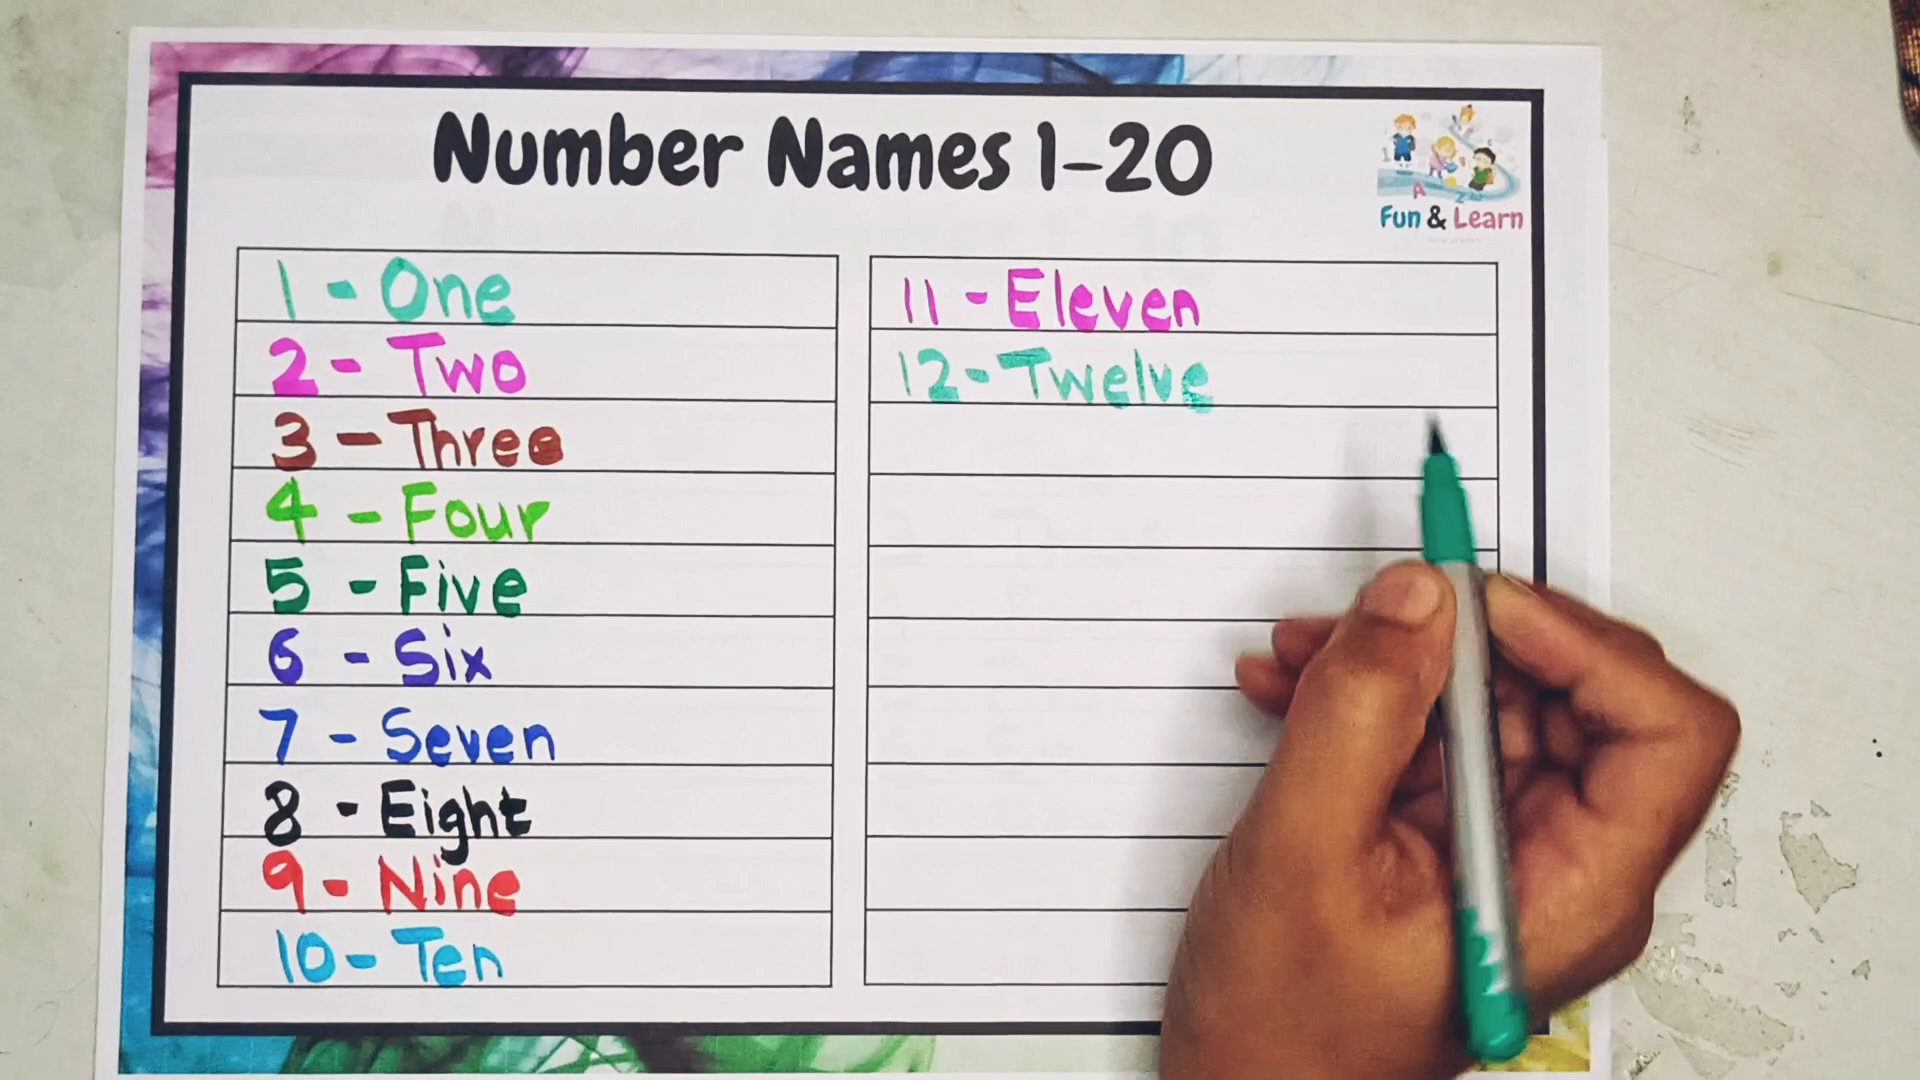 Number Names 1-20
Fun & Learn
1 - One
2 - Two
3 - Three
4 - Four
5 - Five
6 - Six
7 - Seven
8 - Eight
9 - Nine
10 - Ten
11 - Eleven
12 - Twelve